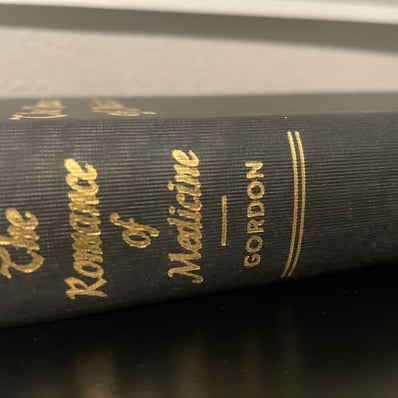 The
Romance
of
Medicine
GORDON